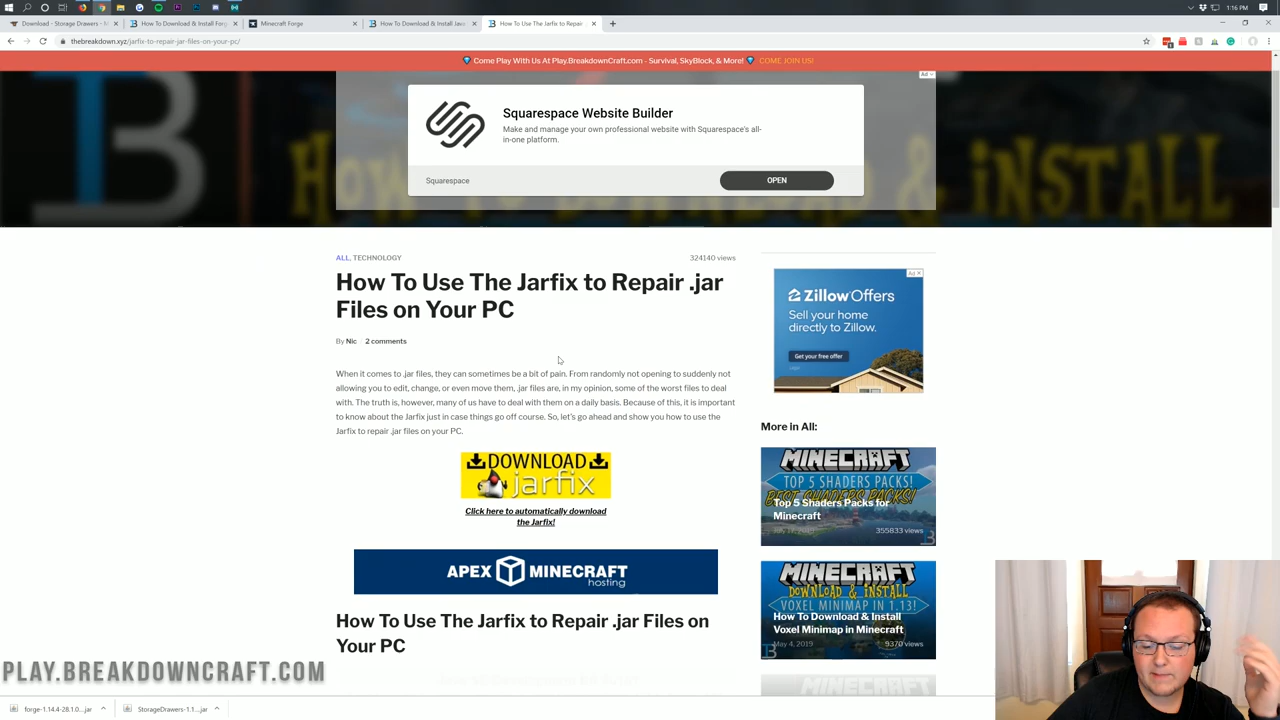 1:16 PM
Download - Storage Drawers - M
How To Download & Install Forg
Minecraft Forge
How To Download & Install Java
How To Use The Jarfix to Repair
thebreakdown.xyz/jarfix-to-repair-jar-files-on-your-pc/
Come Play With Us At Play.BreakdownCraft.com - Survival, SkyBlock, & More! COME JOIN US!
Ad
Squarespace Website Builder
Make and manage your own professional website with Squarespace's all-
in-one platform.
Squarespace
OPEN
ALL, TECHNOLOGY
324140 views
How To Use The Jarfix to Repair .jar
Files on Your PC
By Nic
2 comments
When it comes to .jar files, they can sometimes be a bit of pain. From randomly not opening to suddenly not
allowing you to edit, change, or even move them, .jar files are, in my opinion, some of the worst files to deal
with. The truth is, however, many of us have to deal with them on a daily basis. Because of this, it is important
to know about the Jarfix just in case things go off course. So, let's go ahead and show you how to use the
Jarfix to repair .jar files on your PC.
DOWNLOAD
jarfix
Click here to automatically download
the Jarfix!
APEX MINECRAFT
hosting
How To Use The Jarfix to Repair .jar Files on
Your PC
Ad
Zillow Offers
Sell your home
directly to Zillow.
Get your free offer
More in All:
MINECRAFT
TOP 5 SHADERS PACKS!
BEST SHADERS PACKS!
Top 5 Shaders Packs for
Minecraft
355833 views
MINECRAFT
DOWNLOAD & INSTALL
VOXEL MINIMAP IN 1.13!
How To Download & Install
Voxel Minimap in Minecraft
May 4, 2019
9370 views
MINECRAFT
PLAY.BREAKDOWNCRAFT.COM
forge-1.14.4-28.1.0....jar
StorageDrawers-1.1....jar